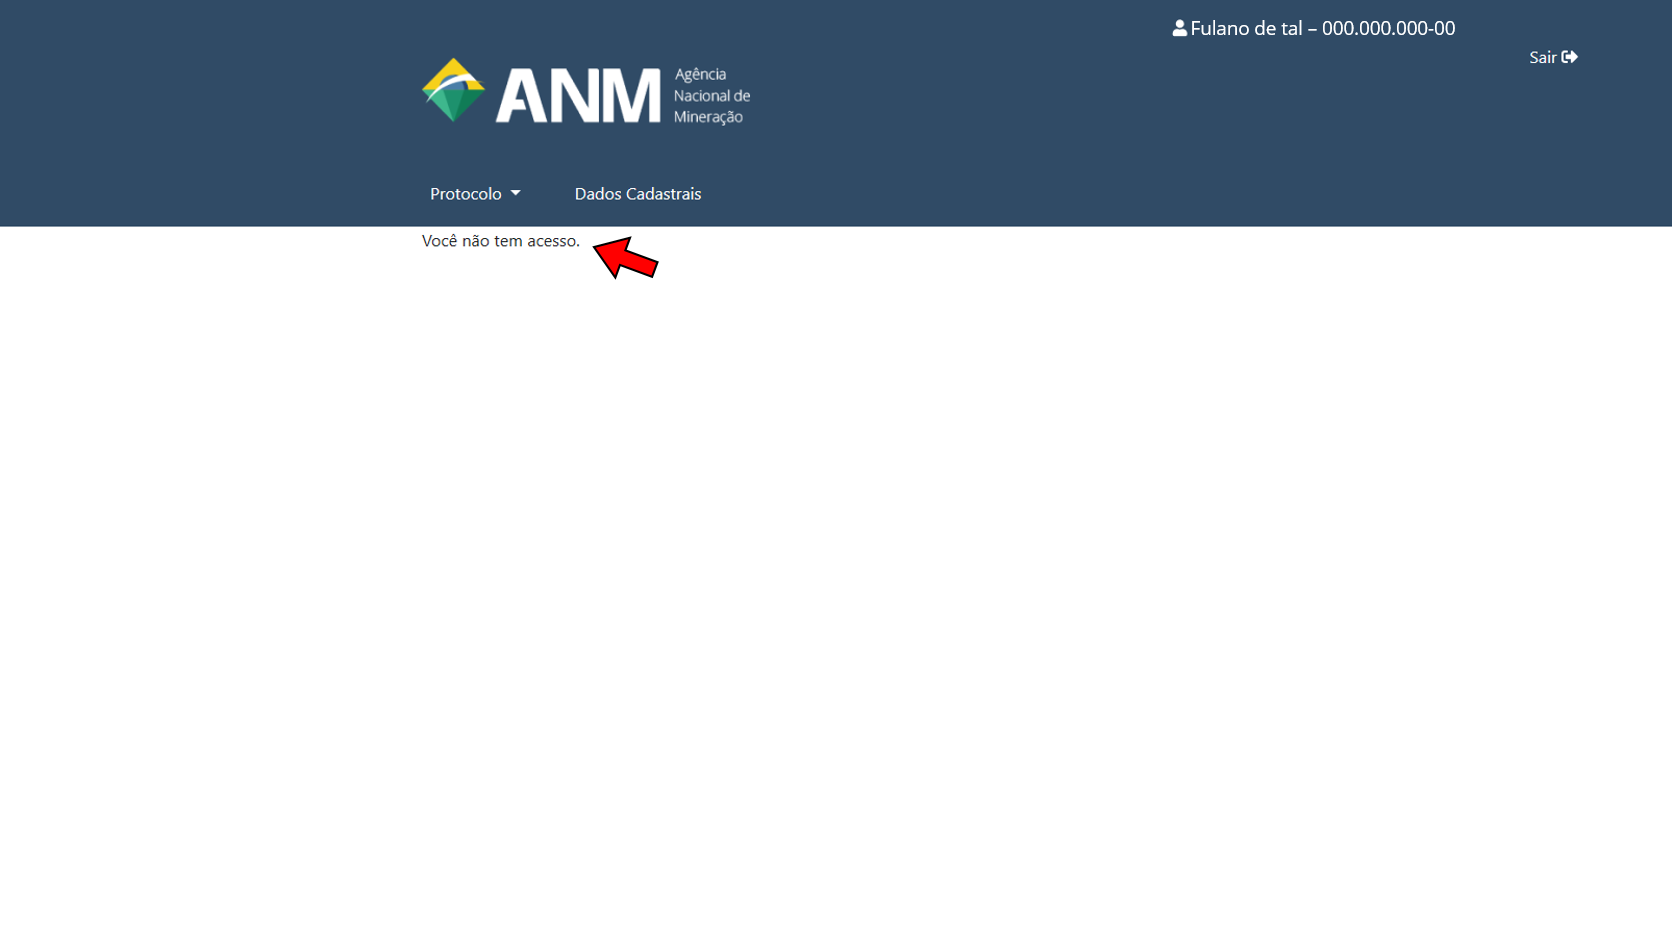 Fulano de tal – 000.000.000-00
Sair
ANM
Agência
Nacional de
Mineração
Protocolo
Dados Cadastrais
Você não tem acesso.